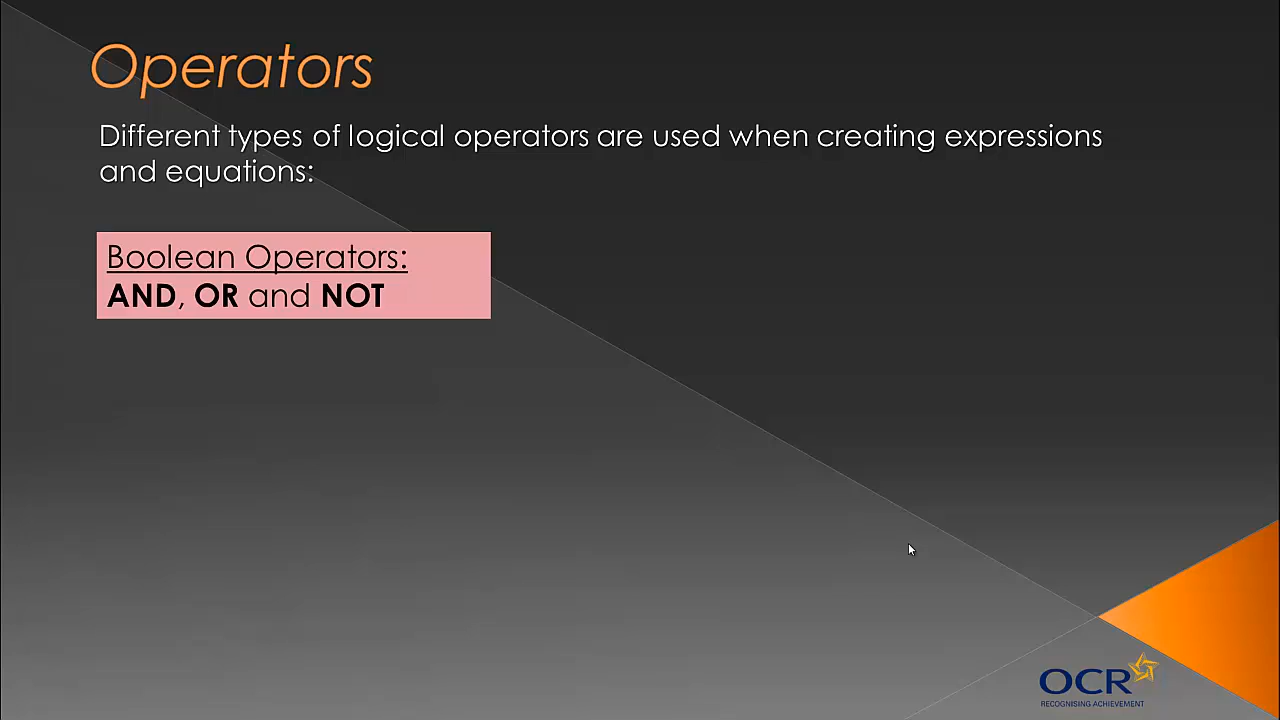 Operators
Different types of logical operators are used when creating expressions
and equations:
Boolean Operators:
AND, OR and NOT
OCR
RECOGNISING ACHIEVEMENT